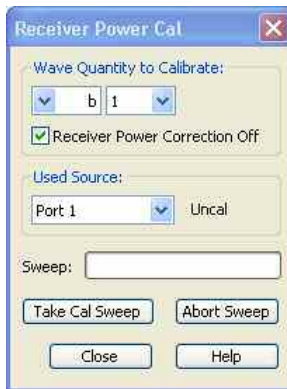 Receiver Power Cal
Wave Quantity to Calibrate:
b 1
Receiver Power Correction Off
Used Source:
Port 1 Uncal
Sweep:
Take Cal Sweep Abort Sweep
Close Help